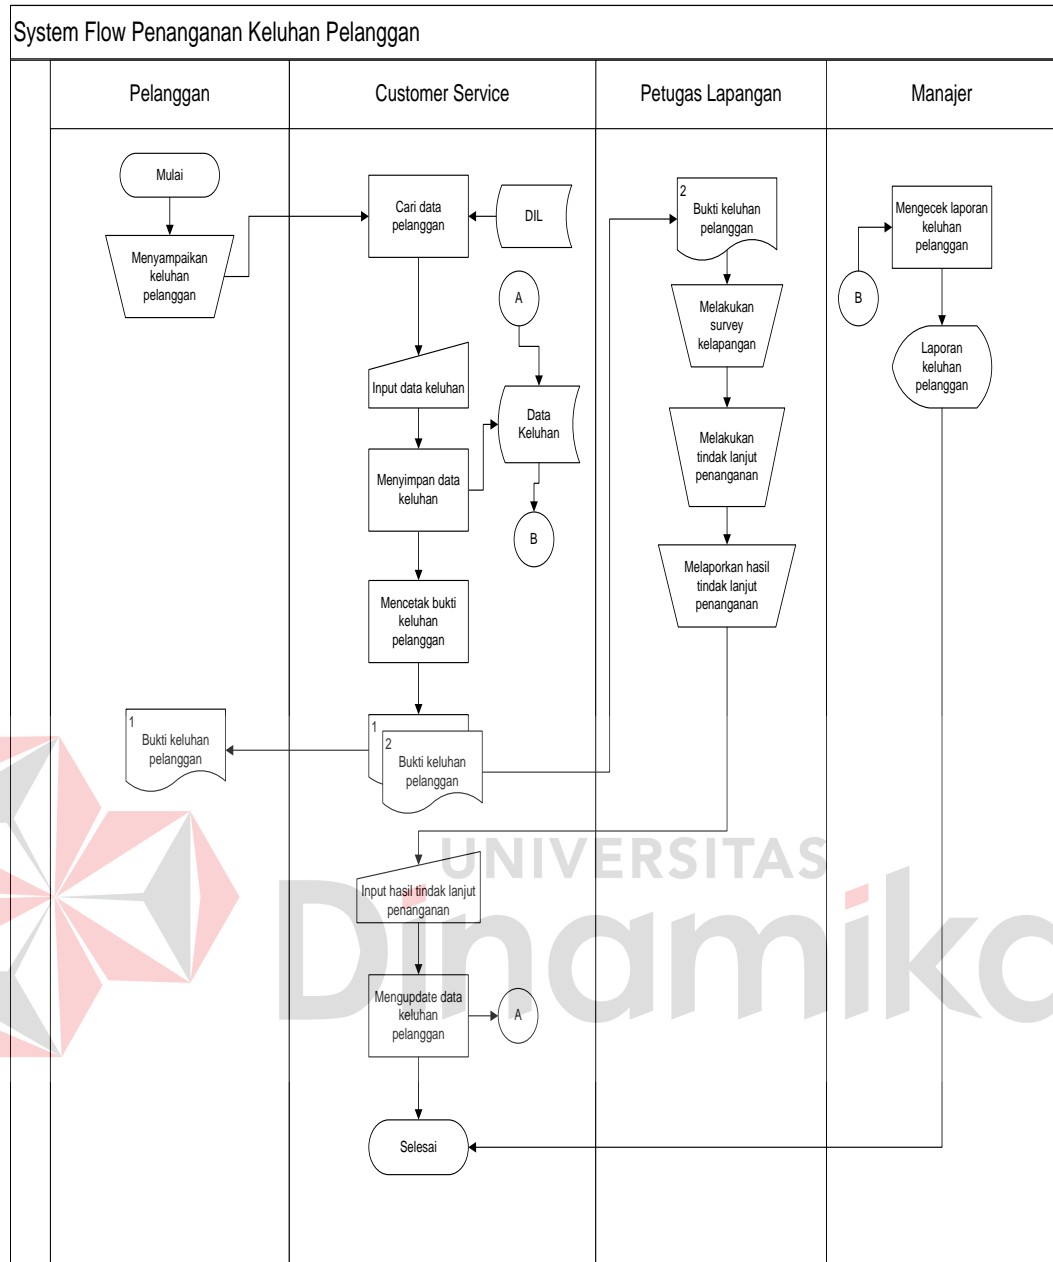 System Flow Penanganan Keluhan Pelanggan
Pelanggan
Customer Service
Petugas Lapangan
Manajer
Mulai
Menyampaikan
keluhan
pelanggan
Cari data
pelanggan
DIL
A
Input data keluhan
Data
Keluhan
Menyimpan data
keluhan
B
Mencetak bukti
keluhan
pelanggan
1
2
Bukti keluhan
pelanggan
1
Bukti keluhan
pelanggan
2
Bukti keluhan
pelanggan
Melakukan
survey
kelapangan
Melakukan
tindak lanjut
penanganan
Melaporkan hasil
tindak lanjut
penanganan
Mengecek laporan
keluhan
pelanggan
B
Laporan
keluhan
pelanggan
Input hasil tindak lanjut
penanganan
Mengupdate data
keluhan
pelanggan
A
Selesai
UNIVERSITAS
Dinamika